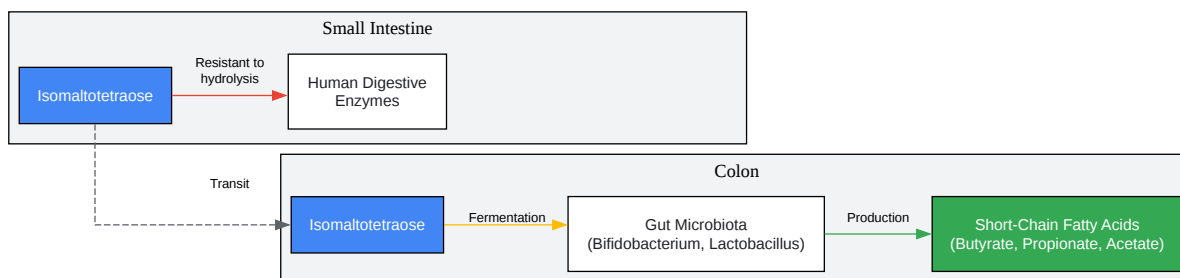 Small Intestine
Isomaltotetraose
Resistant to
hydrolysis
Human Digestive
Enzymes
Transit
Colon
Isomaltotetraose
Fermentation
Gut Microbiota
(Bifidobacterium, Lactobacillus)
Production
Short-Chain Fatty Acids
(Butyrate, Propionate, Acetate)